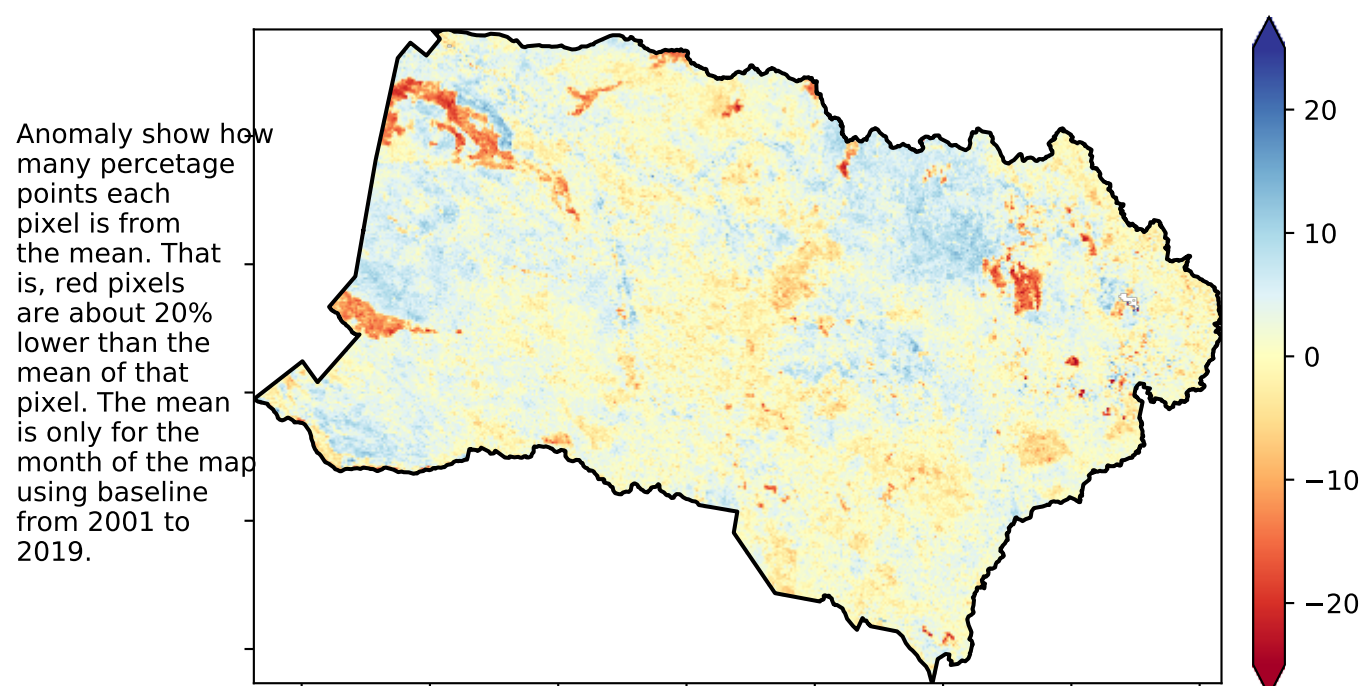 Anomaly show how
many percetage
points each
pixel is from
the mean. That
is, red pixels
are about 20%
lower than the
mean of that
pixel. The mean
is only for the
month of the map
using baseline
from 2001 to
2019.
20
10
0
−10
−20